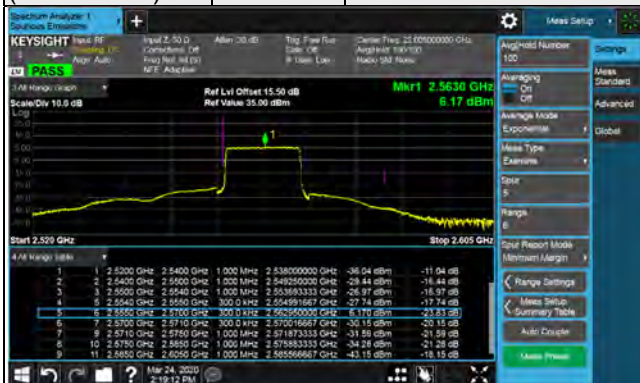 Spectrum Analyzer 1
Spurious Emissions
Meas Setup
KEYSIGHT
Input: RF
Align: Auto
Input Z: 50 Ω
Corrections: Off
Freq Ref: Int (S)
NFE: Adaptive
Atten: 30 dB
Trig: Free Run
Gate: Off
IF Gain: Low
Center Freq: 22.005000000 GHz
Avg|Hold: 100/100
Radio Std: None
PASS
3 All Range Graph
Ref Lvl Offset 15.50 dB
Mkr1 2.5630 GHz
Scale/Div 10.0 dB
Ref Value 35.00 dBm
6.17 dBm
Log
1
Start 2.520 GHz
Stop 2.605 GHz
4 All Range Table
1 1 2.5200 GHz 2.5400 GHz 1.000 MHz 2.538000000 GHz -36.04 dBm -11.04 dB
2 2 2.5400 GHz 2.5500 GHz 1.000 MHz 2.549250000 GHz -29.44 dBm -16.44 dB
3 3 2.5500 GHz 2.5540 GHz 1.000 MHz 2.553693333 GHz -26.97 dBm -16.97 dB
4 5 2.5540 GHz 2.5550 GHz 300.0 kHz 2.554991667 GHz -27.74 dBm -17.74 dB
5 6 2.5550 GHz 2.5700 GHz 300.0 kHz 2.562950000 GHz 6.170 dBm -23.83 dB
6 7 2.5700 GHz 2.5710 GHz 300.0 kHz 2.570016667 GHz -30.15 dBm -20.15 dB
7 9 2.5710 GHz 2.5750 GHz 1.000 MHz 2.571873333 GHz -31.59 dBm -21.59 dB
8 10 2.5750 GHz 2.5850 GHz 1.000 MHz 2.575883333 GHz -34.28 dBm -21.28 dB
9 11 2.5850 GHz 2.6050 GHz 1.000 MHz 2.585566667 GHz -43.15 dBm -18.15 dB
Avg|Hold Number
100
Averaging
On
Off
Average Mode
Exponential
Meas Type
Examine
Spur
5
Range
6
Spur Report Mode
Minimum Margin
Range Settings
Meas Setup
Summary Table
Auto Couple
Meas Preset
Settings
Meas
Standard
Advanced
Global
Mar 24, 2020
2:19:12 PM